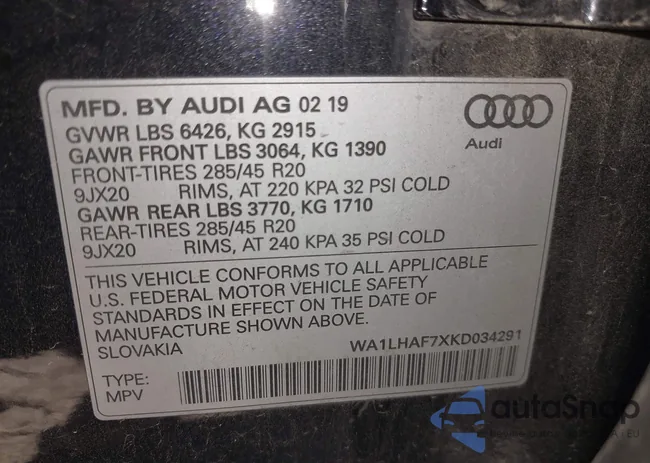 MFD. BY AUDI AG 02 19
GVWR LBS 6426, KG 2915
GAWR FRONT LBS 3064, KG 1390
FRONT-TIRES 285/45 R20
9JX20 RIMS, AT 220 KPA 32 PSI COLD
GAWR REAR LBS 3770, KG 1710
REAR-TIRES 285/45 R20
9JX20 RIMS, AT 240 KPA 35 PSI COLD
Audi
THIS VEHICLE CONFORMS TO ALL APPLICABLE
U.S. FEDERAL MOTOR VEHICLE SAFETY
STANDARDS IN EFFECT ON THE DATE OF
MANUFACTURE SHOWN ABOVE.
SLOVAKIA WA1LHAF7XKD034291
TYPE:
MPV
autoSnap